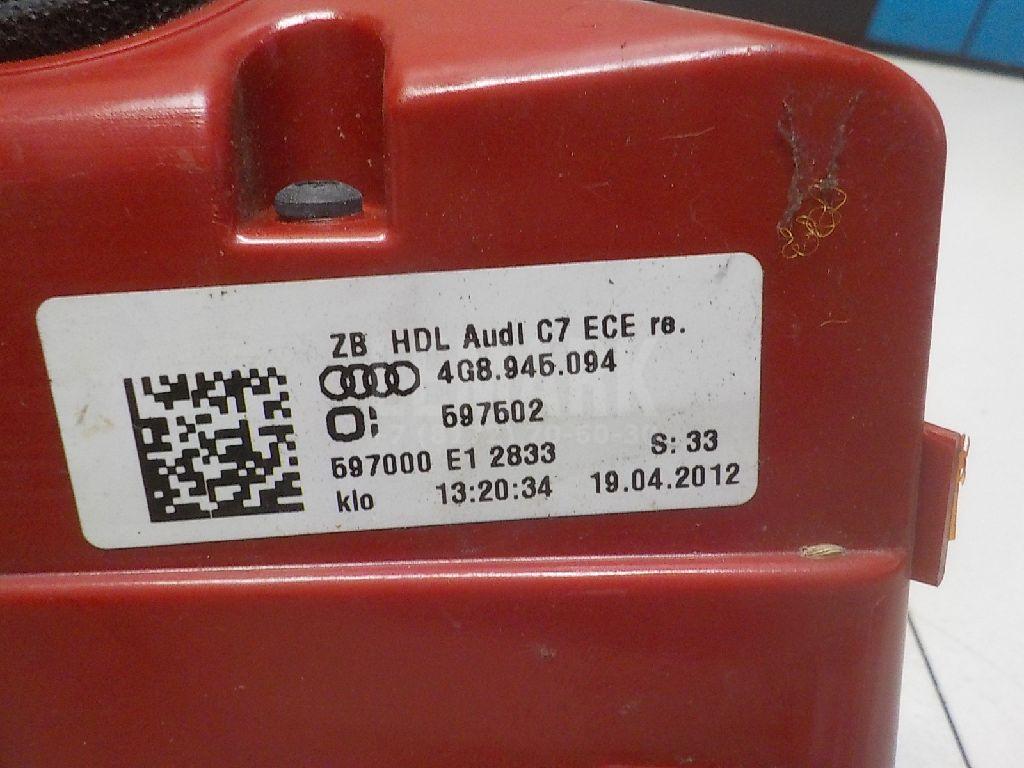 ZB HDL Audi C7 ECE re.
4G8.945.094
597502
597000 E1 2833 S: 33
klo 13:20:34 19.04.2012